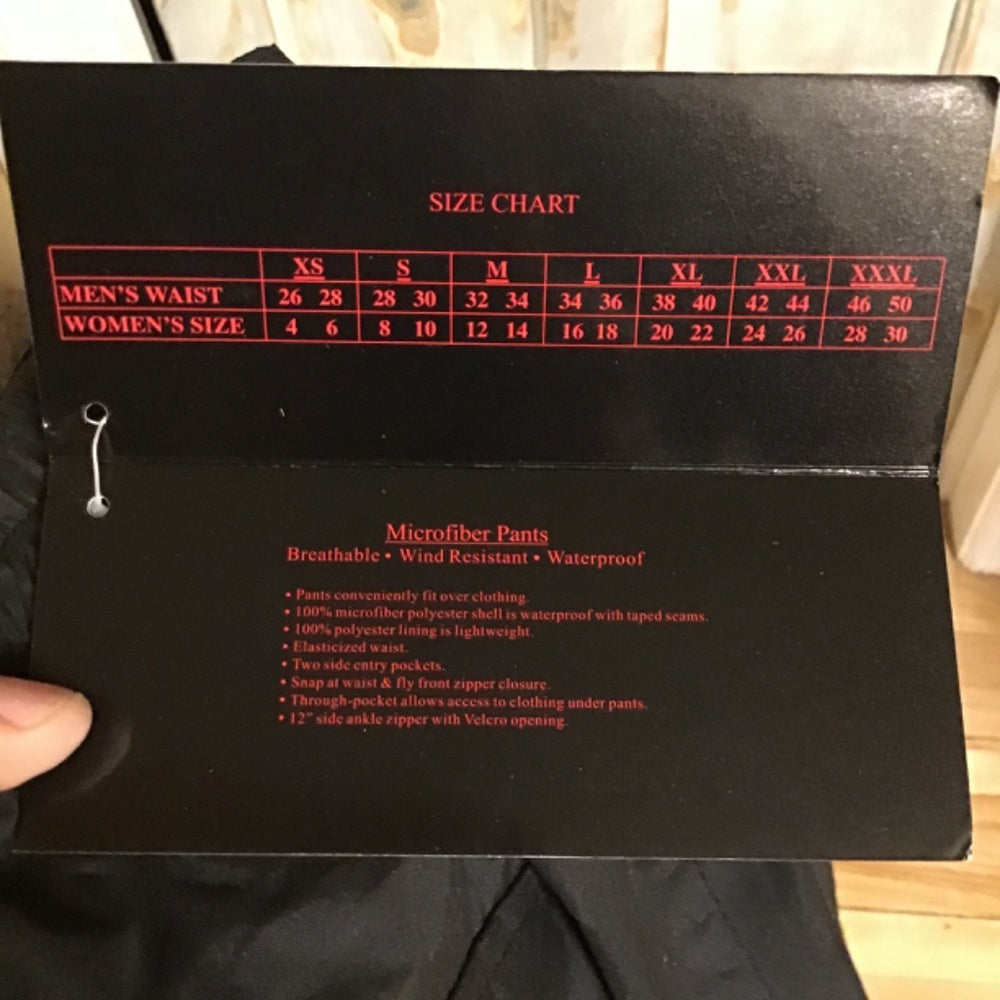 SIZE CHART
XS S M L XL XXL XXXL
MEN'S WAIST 26 28 28 30 32 34 34 36 38 40 42 44 46 50
WOMEN'S SIZE 4 6 8 10 12 14 16 18 20 22 24 26 28 30
Microfiber Pants
Breathable • Wind Resistant • Waterproof
• Pants conveniently fit over clothing.
• 100% microfiber polyester shell is waterproof with taped seams.
• 100% polyester lining is lightweight.
• Elasticized waist.
• Two side entry pockets.
• Snap at waist & fly front zipper closure.
• Through-pocket allows access to clothing under pants.
• 12" side ankle zipper with Velcro opening.